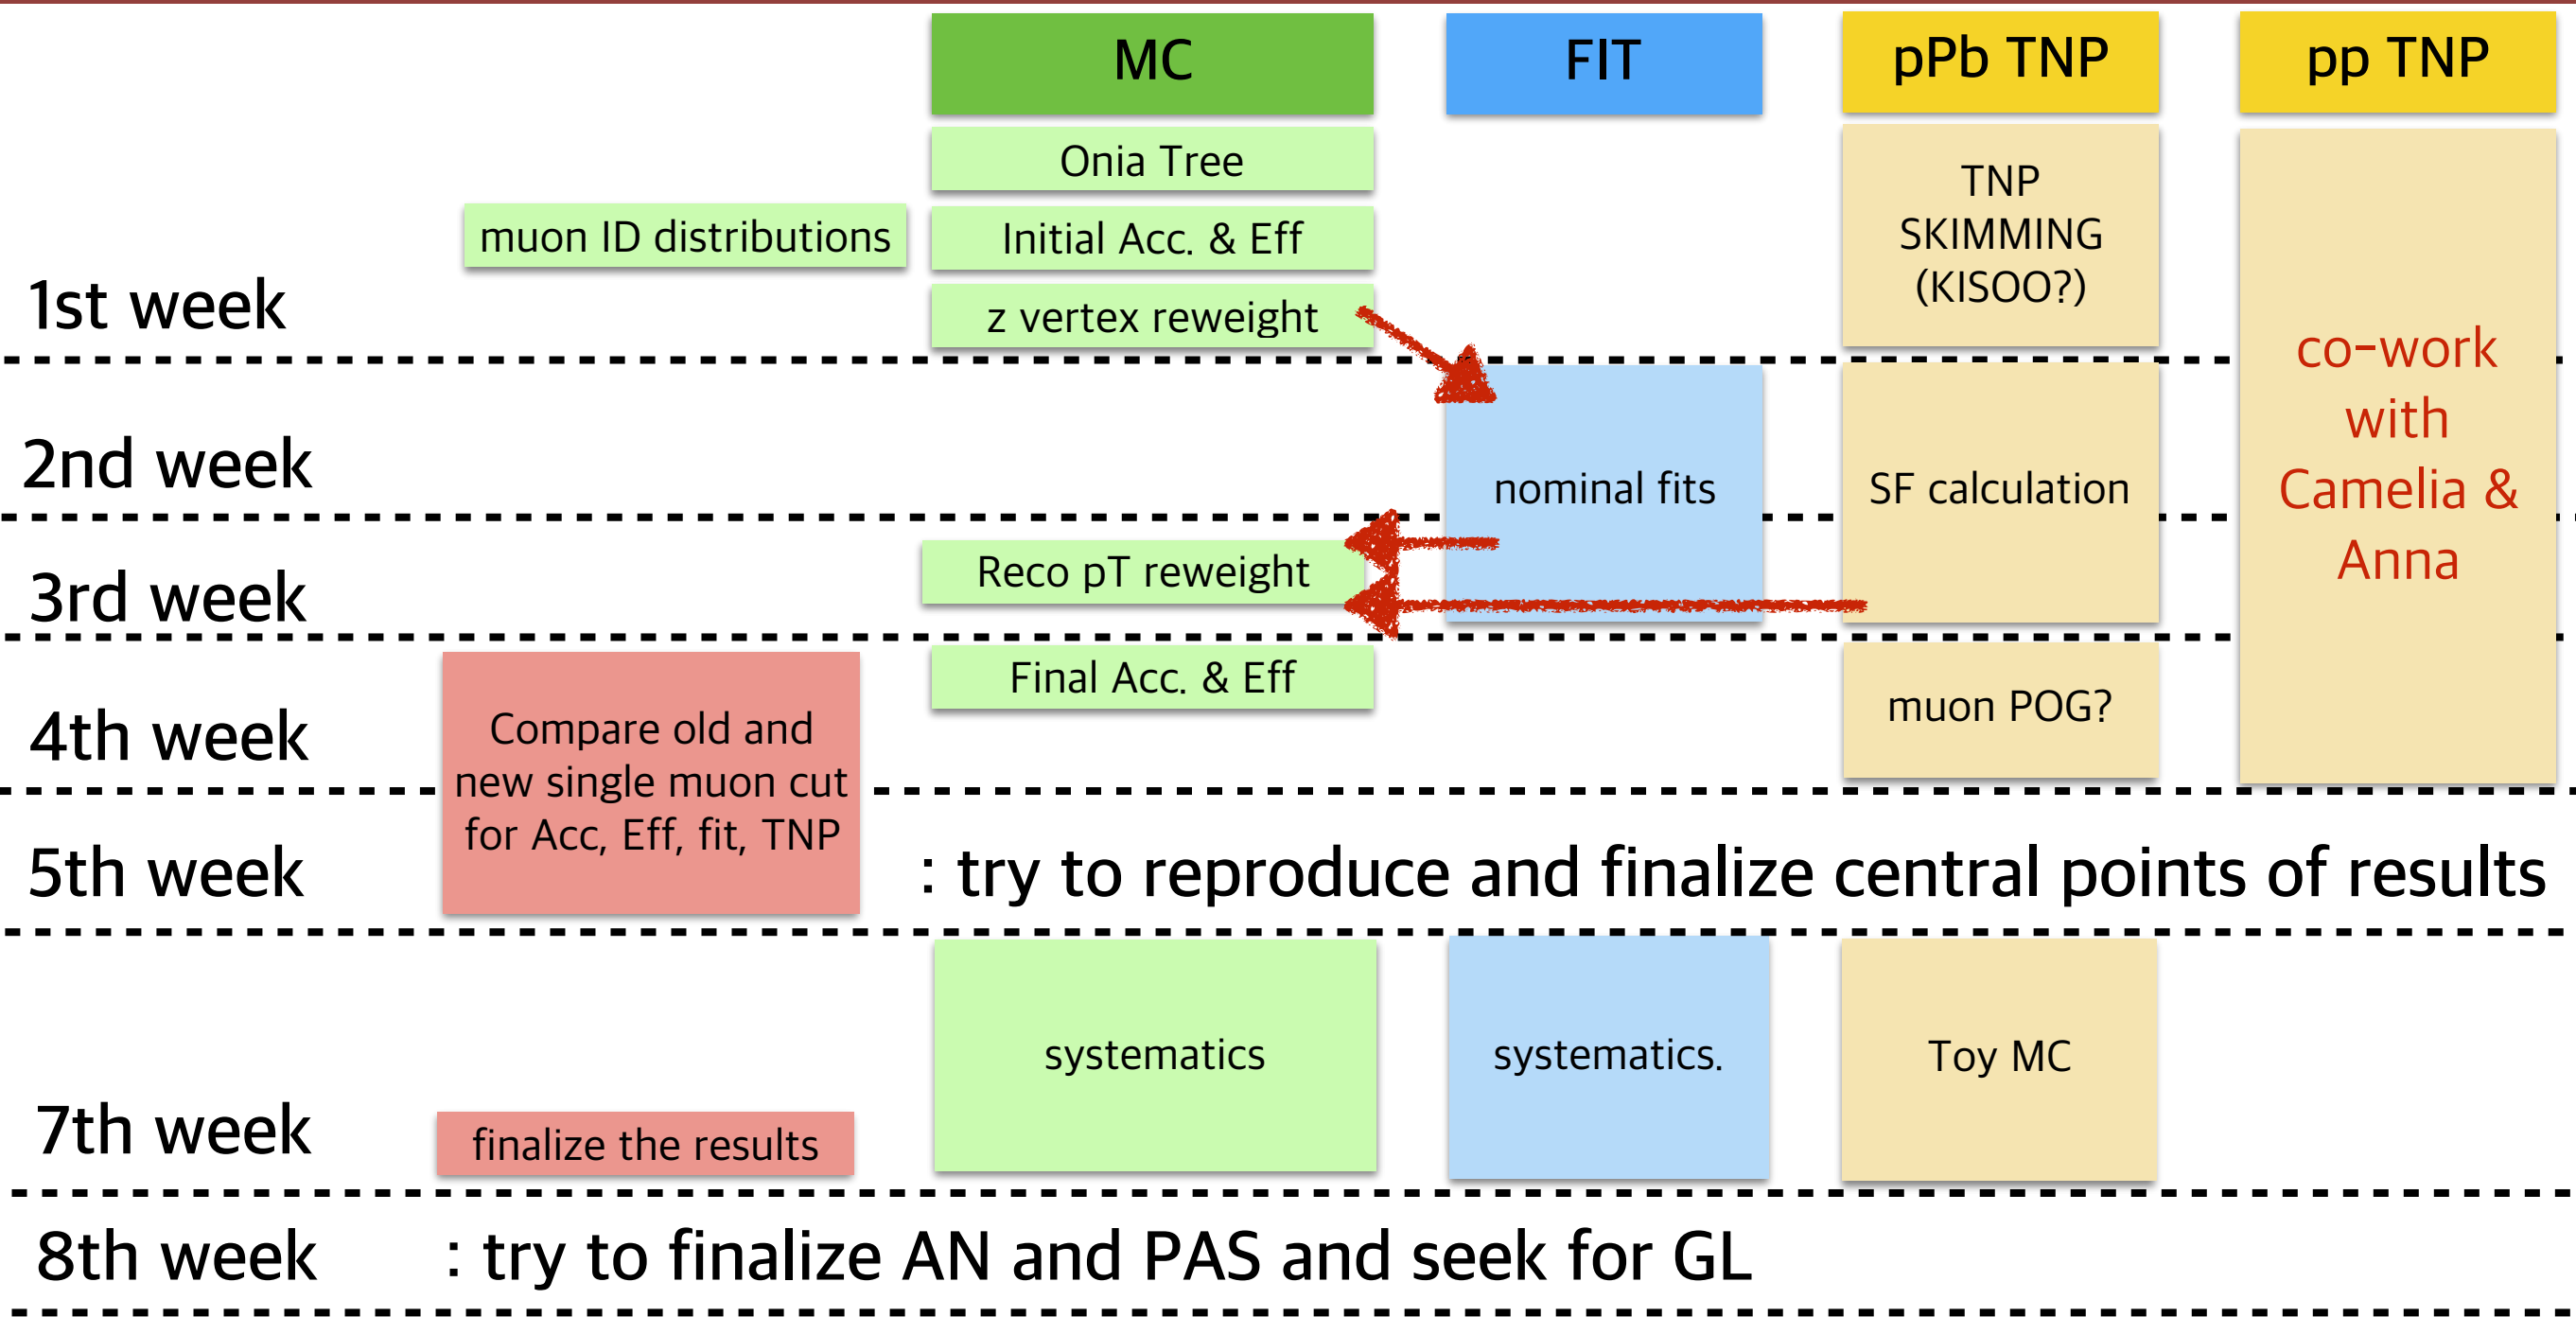 MC
FIT
pPb TNP
pp TNP
Onia Tree
muon ID distributions
Initial Acc. & Eff
z vertex reweight
TNP
SKIMMING
(KISOO?)
1st week
co-work
with
Camelia &
Anna
2nd week
nominal fits
SF calculation
3rd week
Reco pT reweight
4th week
Compare old and
new single muon cut
for Acc, Eff, fit, TNP
Final Acc. & Eff
muon POG?
5th week
: try to reproduce and finalize central points of results
systematics
systematics.
Toy MC
7th week
finalize the results
8th week
: try to finalize AN and PAS and seek for GL